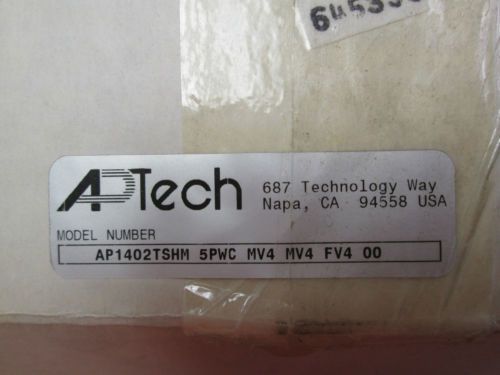 APTech
687 Technology Way
Napa, CA 94558 USA
MODEL NUMBER
AP1402TSHM 5PWC MV4 MV4 FV4 00